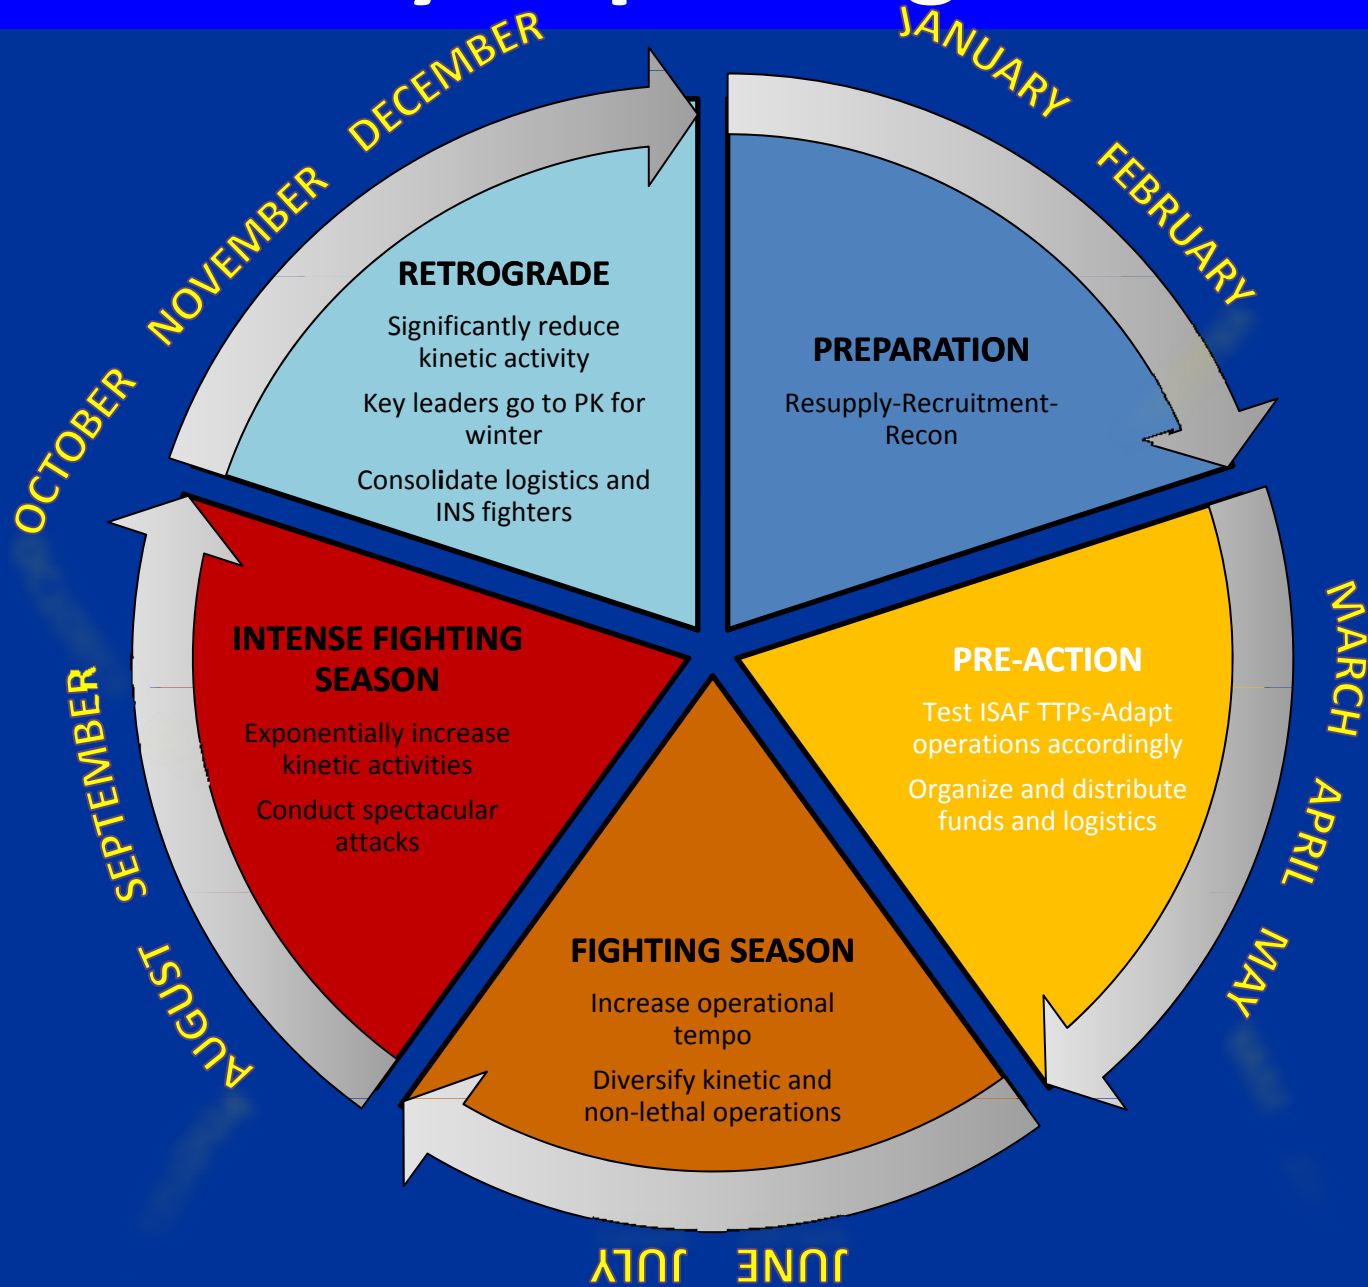 JANUARY
FEBRUARY
MARCH
APRIL
MAY
JUNE
JULY
AUGUST
SEPTEMBER
OCTOBER
NOVEMBER
DECEMBER
PREPARATION
Resupply-Recruitment-
Recon
PRE-ACTION
Test ISAF TTPs-Adapt
operations accordingly
Organize and distribute
funds and logistics
FIGHTING SEASON
Increase operational
tempo
Diversify kinetic and
non-lethal operations
INTENSE FIGHTING
SEASON
Exponentially increase
kinetic activities
Conduct spectacular
attacks
RETROGRADE
Significantly reduce
kinetic activity
Key leaders go to PK for
winter
Consolidate logistics and
INS fighters